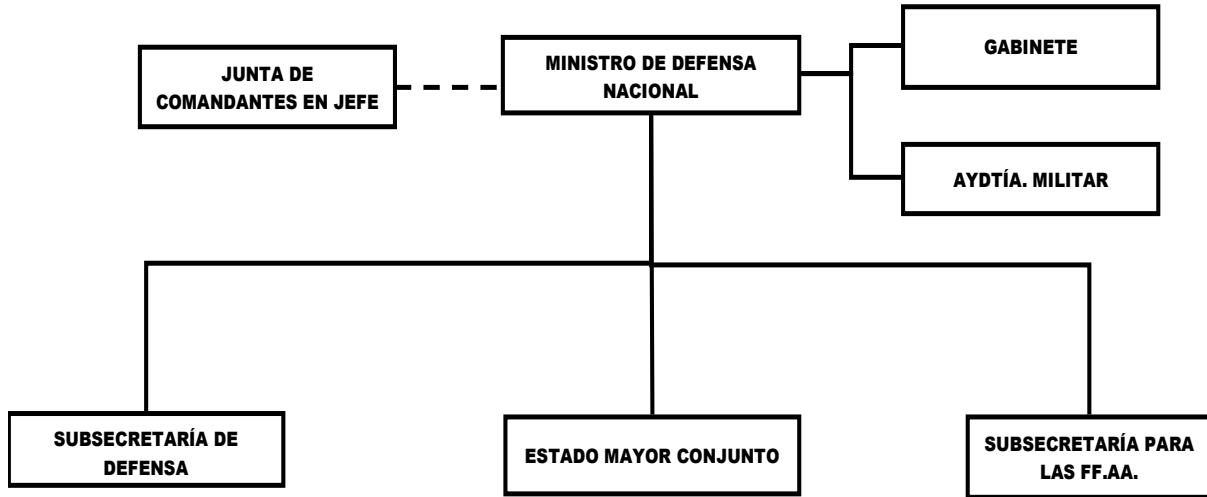 JUNTA DE
COMANDANTES EN JEFE
MINISTRO DE DEFENSA
NACIONAL
GABINETE
AYDTÍA. MILITAR
SUBSECRETARÍA DE
DEFENSA
ESTADO MAYOR CONJUNTO
SUBSECRETARÍA PARA
LAS FF.AA.